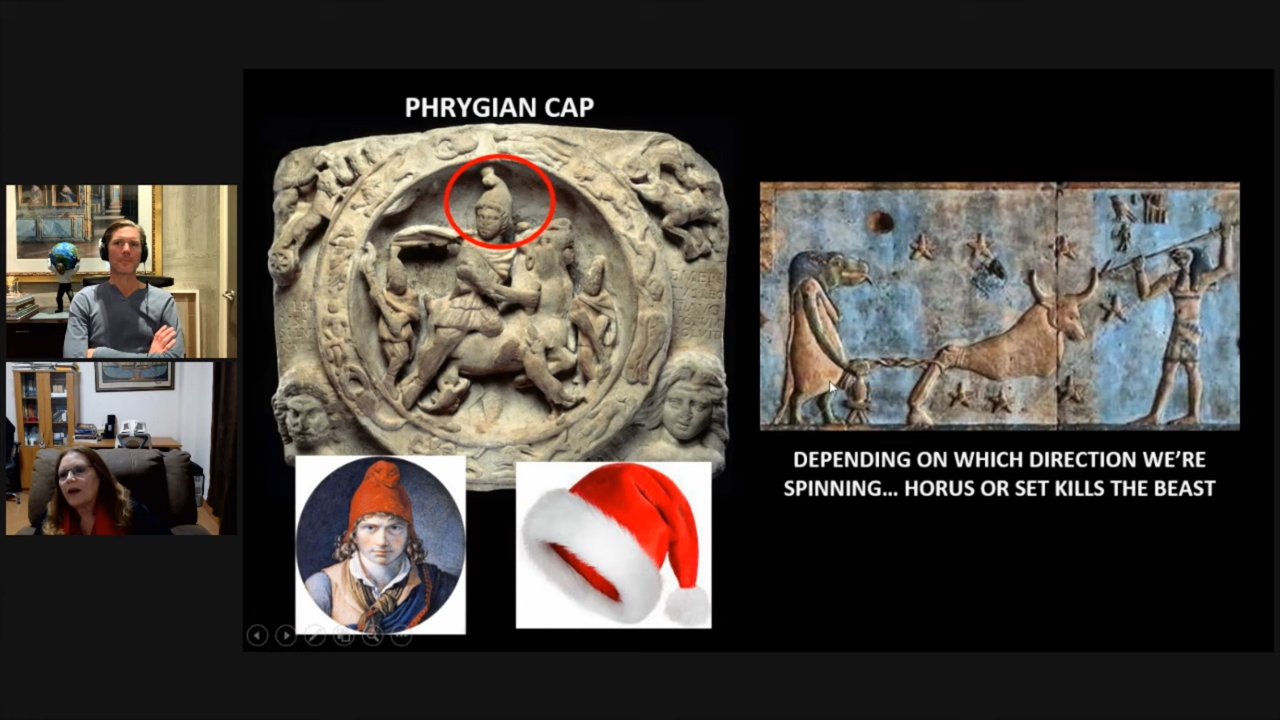 PHRYGIAN CAP
DEPENDING ON WHICH DIRECTION WE'RE
SPINNING... HORUS OR SET KILLS THE BEAST